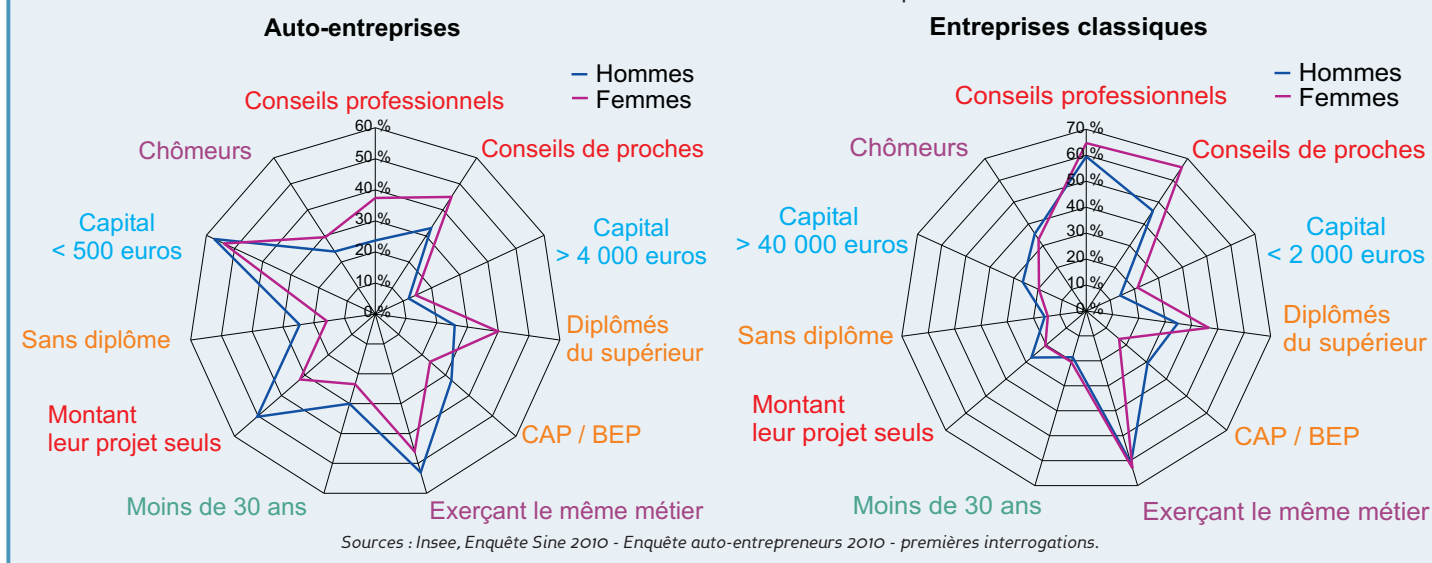 Auto-entreprises
Hommes
Femmes
Conseils professionnels
Conseils de proches
Capital
> 4 000 euros
Diplômés
du supérieur
CAP / BEP
Exerçant le même métier
Moins de 30 ans
Montant
leur projet seuls
Sans diplôme
Capital
< 500 euros
Chômeurs
60 %
50 %
40 %
30 %
20 %
10 %
0 %
Entreprises classiques
Hommes
Femmes
Conseils professionnels
Conseils de proches
Capital
< 2 000 euros
Diplômés
du supérieur
CAP / BEP
Exerçant le même métier
Moins de 30 ans
Montant
leur projet seuls
Sans diplôme
Capital
> 40 000 euros
Chômeurs
70 %
60 %
50 %
40 %
30 %
20 %
10 %
0 %
Sources : Insee, Enquête Sine 2010 - Enquête auto-entrepreneurs 2010 - premières interrogations.